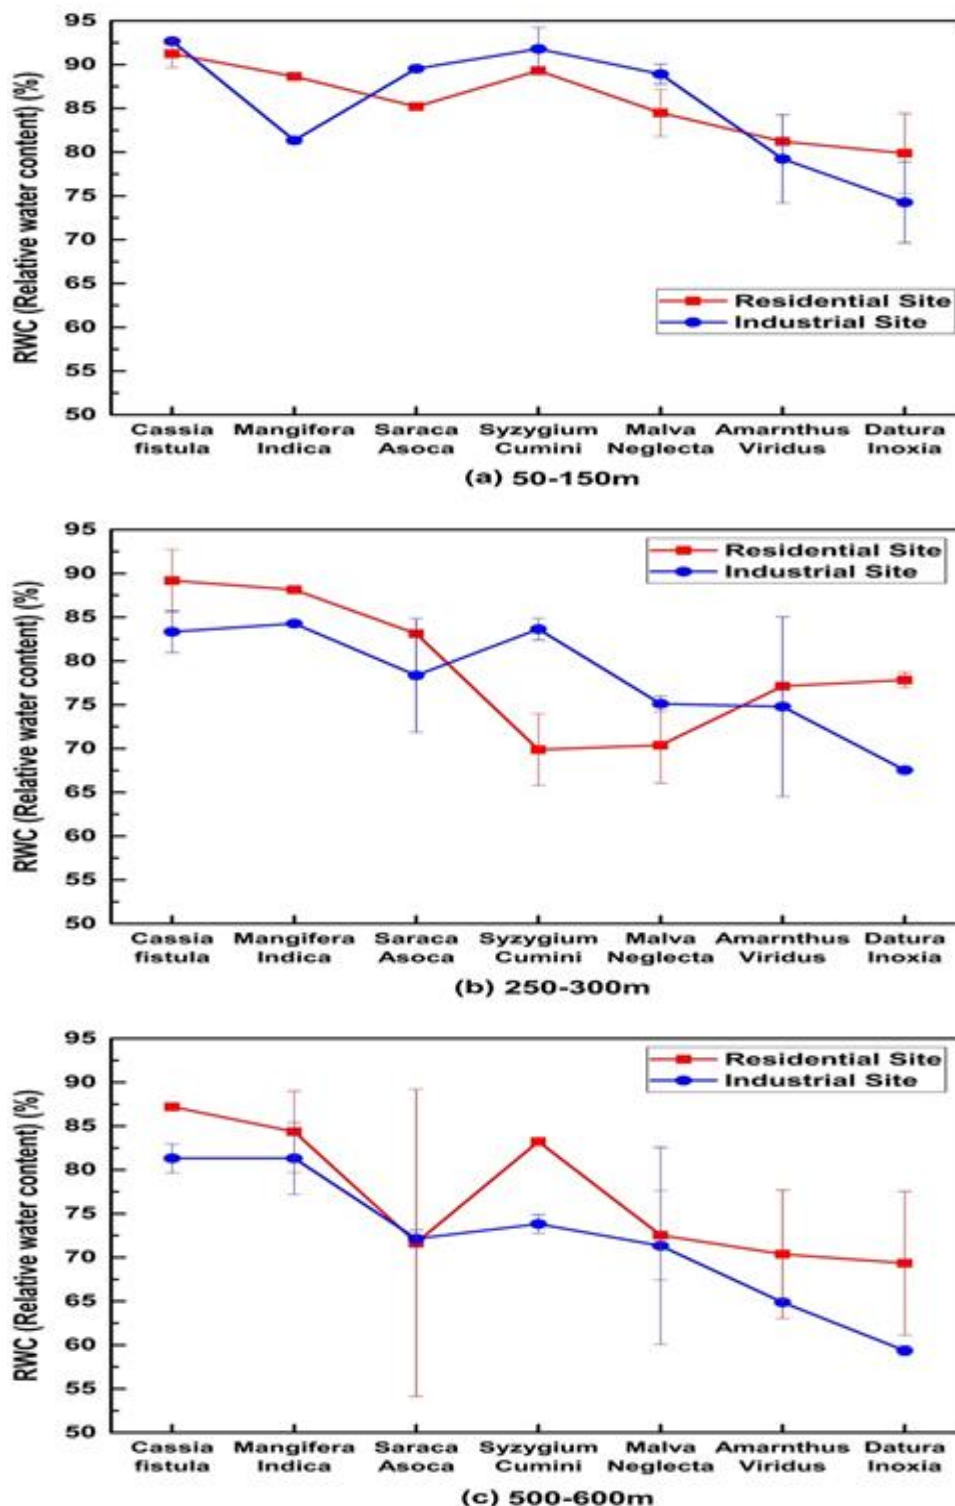 95
90
85
80
75
70
65
60
55
50
RWC (Relative water content) (%)
Residential Site
Industrial Site
Cassia fistula
Mangifera Indica
Saraca Asoca
Syzygium Cumini
Malva Neglecta
Amarnthus Viridus
Datura Inoxia
(a) 50-150m
95
90
85
80
75
70
65
60
55
50
RWC (Relative water content) (%)
Residential Site
Industrial Site
Cassia fistula
Mangifera Indica
Saraca Asoca
Syzygium Cumini
Malva Neglecta
Amarnthus Viridus
Datura Inoxia
(b) 250-300m
95
90
85
80
75
70
65
60
55
50
RWC (Relative water content) (%)
Residential Site
Industrial Site
Cassia fistula
Mangifera Indica
Saraca Asoca
Syzygium Cumini
Malva Neglecta
Amarnthus Viridus
Datura Inoxia
(c) 500-600m